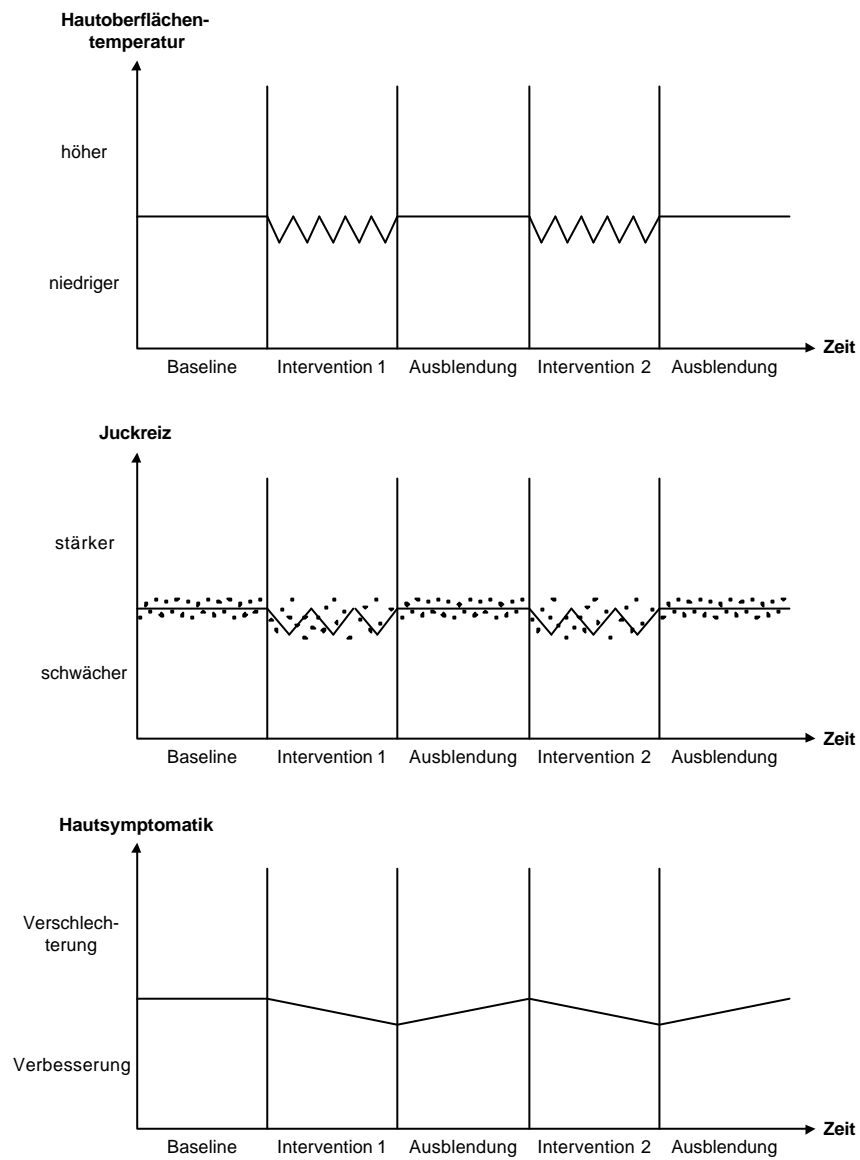 Hautoberflächen-
temperatur
höher
niedriger
Zeit
Baseline Intervention 1 Ausblendung Intervention 2 Ausblendung
Juckreiz
stärker
schwächer
Zeit
Baseline Intervention 1 Ausblendung Intervention 2 Ausblendung
Hautsymptomatik
Verschlech-
terung
Verbesserung
Zeit
Baseline Intervention 1 Ausblendung Intervention 2 Ausblendung